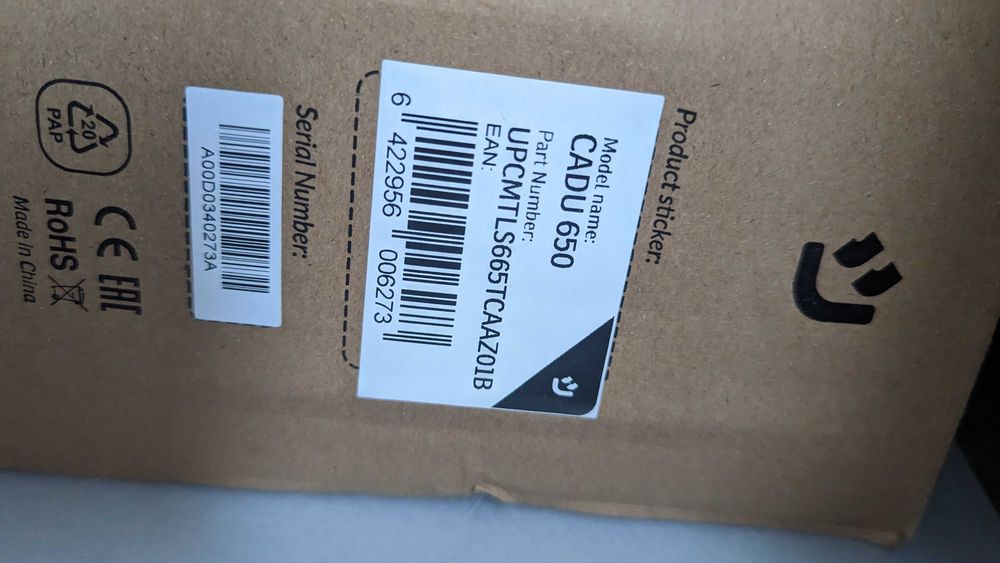 Product sticker:
Model name:
CADU 650
Part Number:
UPCMTLS665TCAAZ01B
EAN:
6 422956 006273
Serial Number:
A00D0340273A
20
PAP
CE EAC
RoHS
Made in China